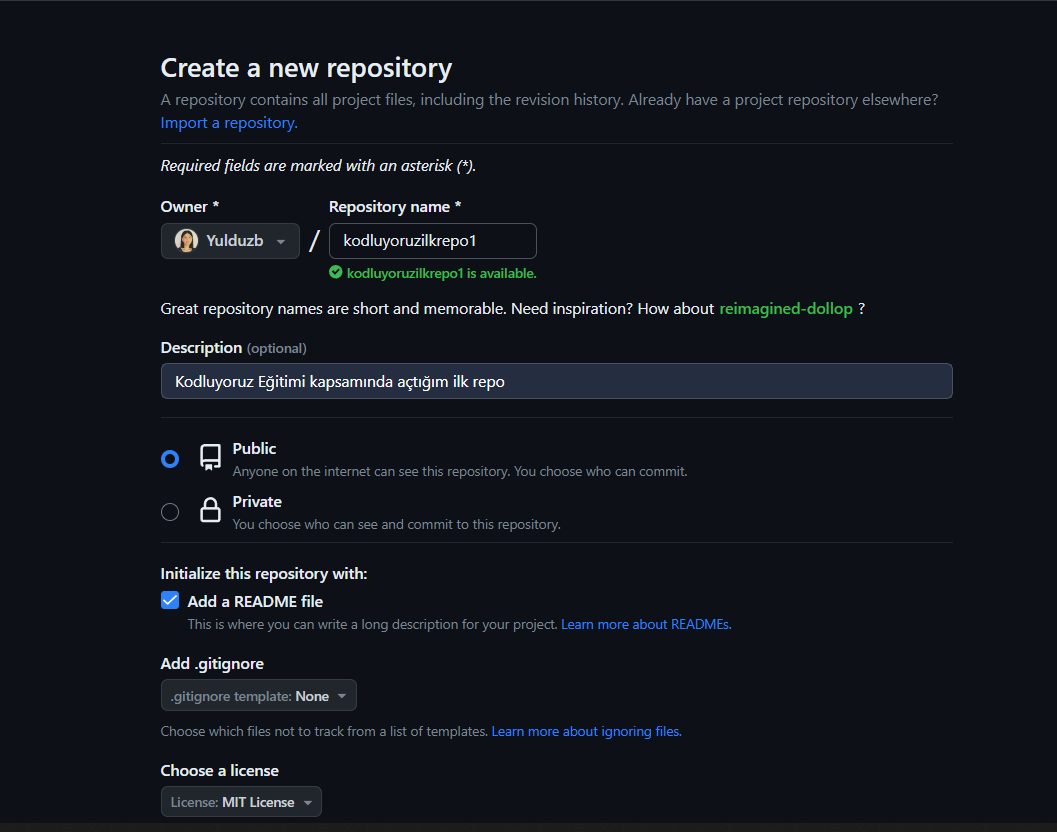 Create a new repository
A repository contains all project files, including the revision history. Already have a project repository elsewhere?
Import a repository.
Required fields are marked with an asterisk (*).
Owner * Repository name *
Yulduzb / kodluyoruzilkrepo1
kodluyoruzilkrepo1 is available.
Great repository names are short and memorable. Need inspiration? How about reimagined-dollop ?
Description (optional)
Kodluyoruz Eğitimi kapsamında açtığım ilk repo
Public
Anyone on the internet can see this repository. You choose who can commit.
Private
You choose who can see and commit to this repository.
Initialize this repository with:
Add a README file
This is where you can write a long description for your project. Learn more about READMEs.
Add .gitignore
.gitignore template: None
Choose which files not to track from a list of templates. Learn more about ignoring files.
Choose a license
License: MIT License